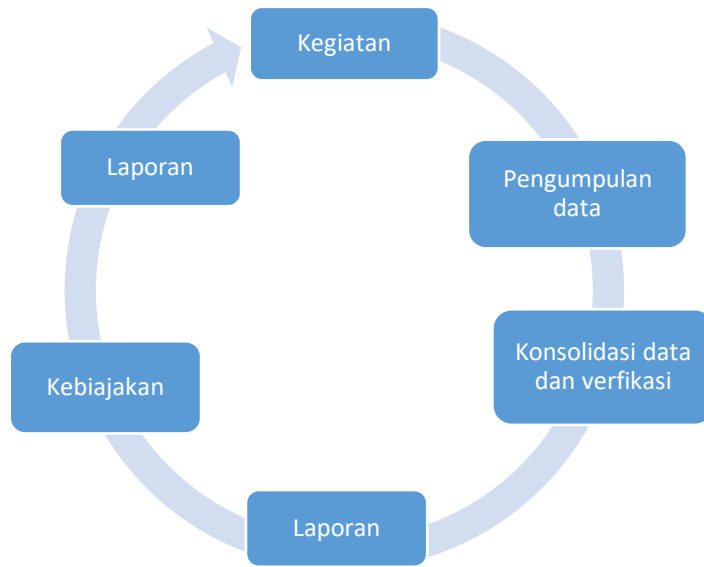 Kegiatan
Pengumpulan
data
Konsolidasi data
dan verfikasi
Laporan
Kebiajakan
Laporan